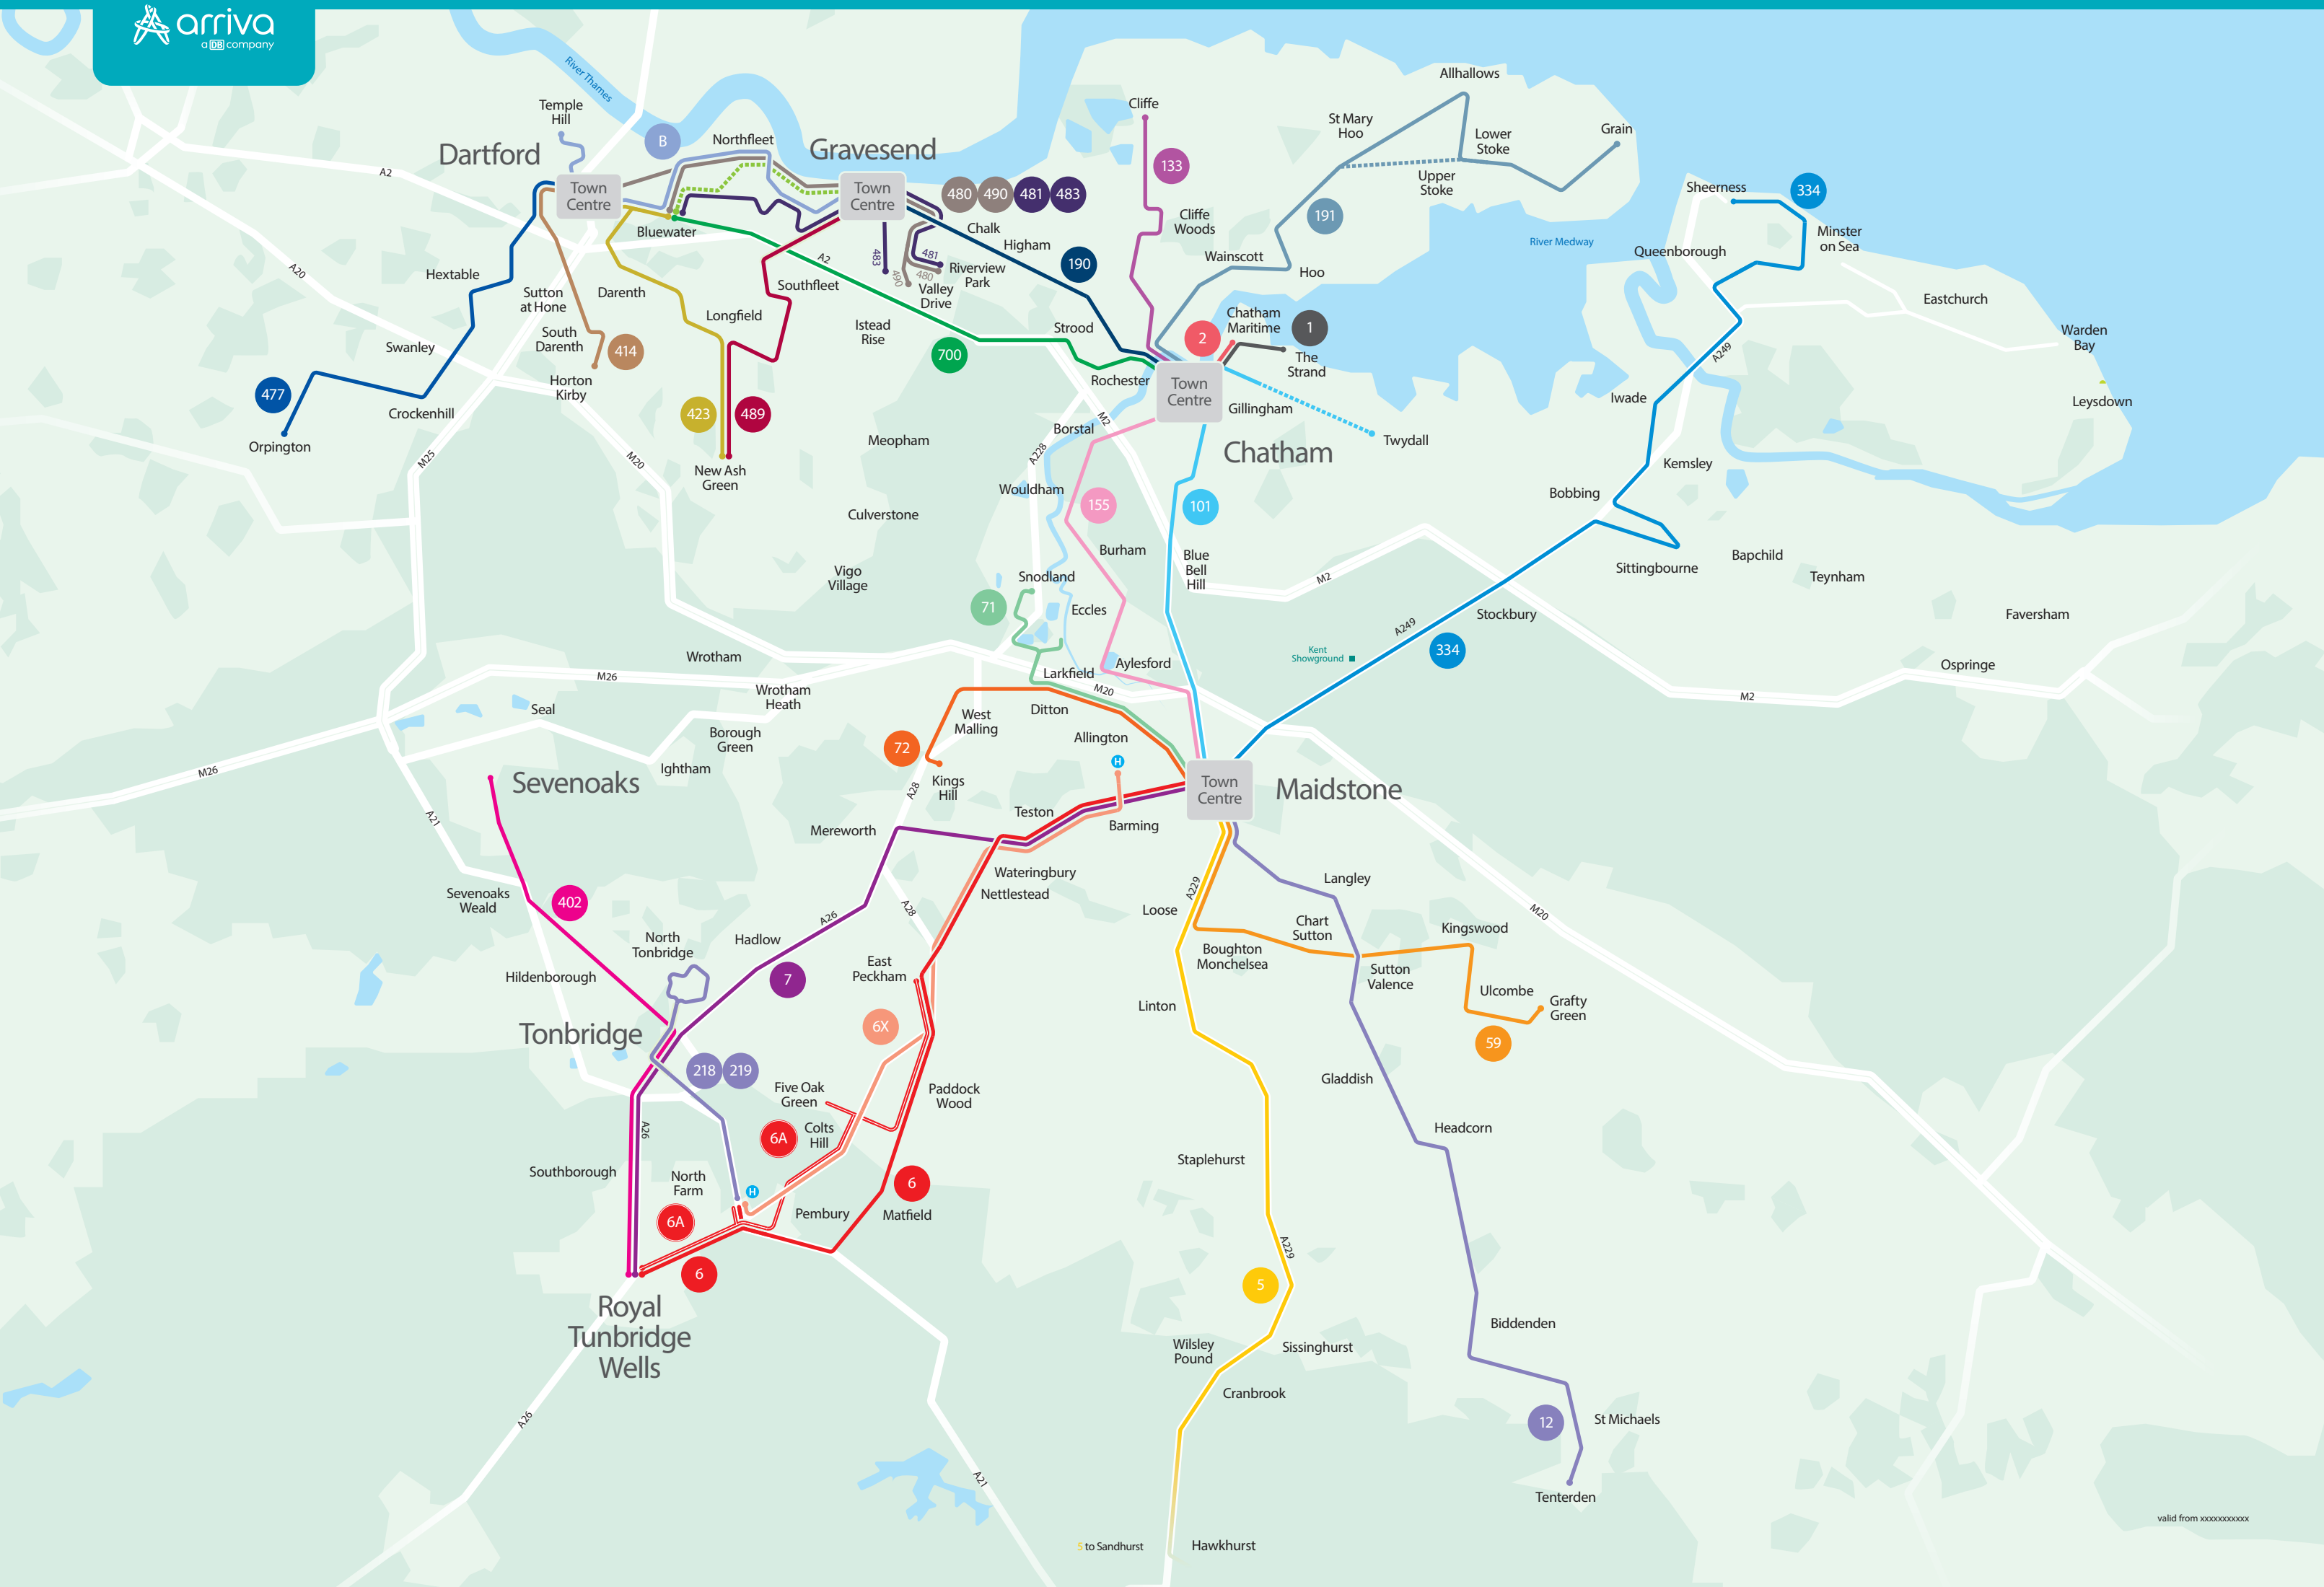 arriva
a DB company
River Thames
Temple
Hill
Dartford
Town
Centre
B
Northfleet
Gravesend
Town
Centre
480
490
481
483
Chalk
Higham
190
483
490
481
480
Riverview
Park
Valley
Drive
Bluewater
A2
A2
A20
Hextable
Sutton
at Hone
Darenth
Southfleet
Longfield
South
Darenth
414
Swanley
Horton
Kirby
477
Crockenhill
Orpington
423
489
New Ash
Green
M25
M20
Istead
Rise
700
Strood
Rochester
Meopham
Culverstone
Vigo
Village
Cliffe
133
Cliffe
Woods
Allhallows
St Mary
Hoo
Lower
Stoke
Grain
Upper
Stoke
191
Wainscott
Hoo
River Medway
Chatham
Maritime
2
1
The
Strand
Town
Centre
Gillingham
Twydall
Chatham
Sheerness
334
Minster
on Sea
Queenborough
Eastchurch
Warden
Bay
Leysdown
A249
Iwade
Kemsley
Bobbing
Sittingbourne
Bapchild
Teynham
Faversham
Ospringe
Stockbury
A249
334
Kent
Showground
M2
M2
M2
A228
Borstal
Wouldham
155
101
Burham
Blue
Bell
Hill
Snodland
71
Eccles
Aylesford
Larkfield
M20
Ditton
West
Malling
Allington
72
Kings
Hill
H
A28
Wrotham
M26
Wrotham
Heath
Seal
Borough
Green
Ightham
M26
Sevenoaks
A21
Sevenoaks
Weald
402
Hildenborough
Town
Centre
Maidstone
Teston
Barming
Mereworth
Wateringbury
Nettlestead
A28
A26
Hadlow
7
North
Tonbridge
Tonbridge
218
219
East
Peckham
6X
Five Oak
Green
Colts
Hill
6A
Paddock
Wood
A26
Southborough
North
Farm
H
6A
6
Pembury
Matfield
6
Royal
Tunbridge
Wells
A26
A21
A229
Loose
Langley
Chart
Sutton
Kingswood
Boughton
Monchelsea
Sutton
Valence
Ulcombe
Grafty
Green
59
M20
Linton
Gladdish
Headcorn
Staplehurst
A229
5
Biddenden
Wilsley
Pound
Sissinghurst
Cranbrook
12
St Michaels
Tenterden
5 to Sandhurst
Hawkhurst
valid from xxxxxxxxxxx